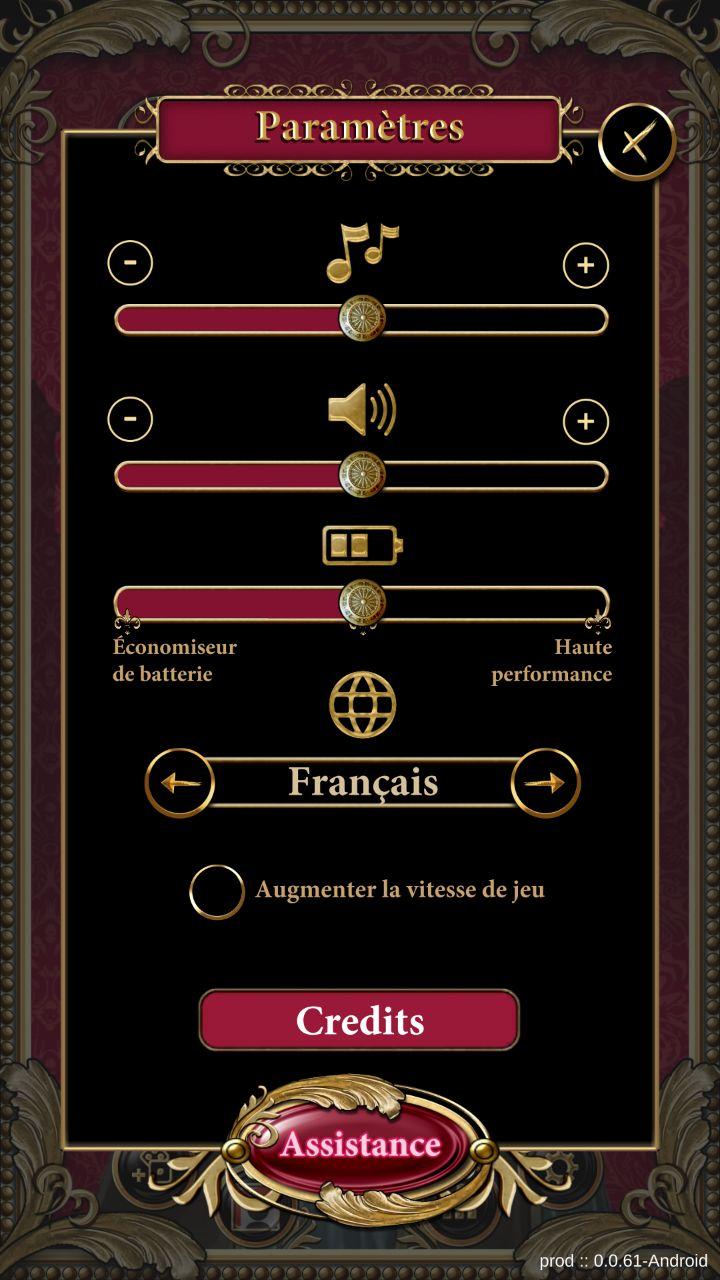 Paramètres
- +
- +
Économiseur
de batterie
Haute
performance
Français
Augmenter la vitesse de jeu
Credits
Assistance
prod :: 0.0.61-Android